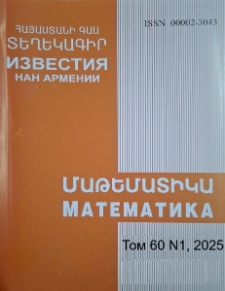 ISSN 00002-3043
ՀԱՅԱՍՏԱՆԻ ԳԱԱ
ՏԵՂԵԿԱԳԻՐ
ИЗВЕСТИЯ
НАН АРМЕНИИ
ՄԱԹԵՄԱՏԻԿԱ
МАТЕМАТИКА
Том 60 N1, 2025